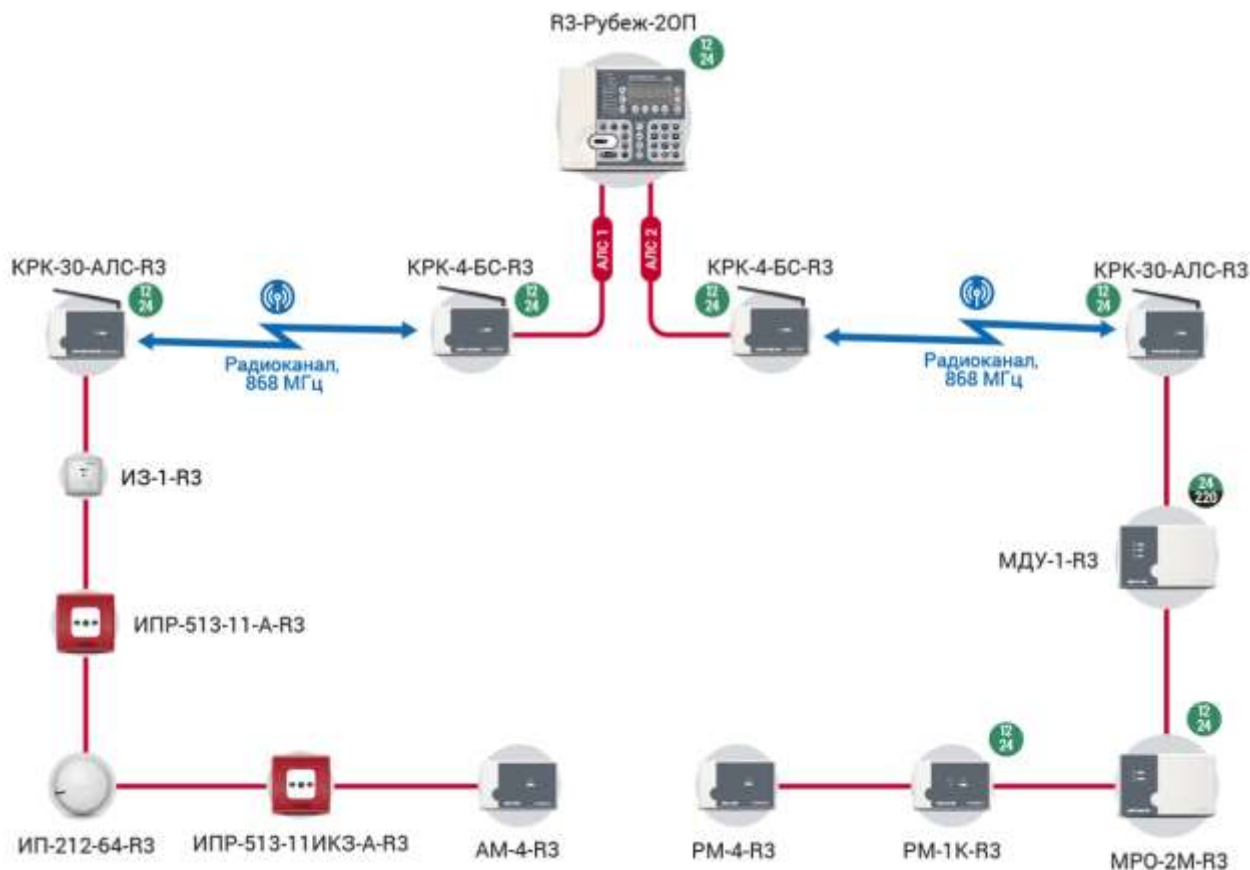 R3-Рубеж-2ОП
12
24
АЛС 1
АЛС 2
КРК-30-АЛС-R3
12
24
КРК-4-БС-R3
12
24
КРК-4-БС-R3
12
24
КРК-30-АЛС-R3
12
24
Радиоканал,
868 МГц
Радиоканал,
868 МГц
ИЗ-1-R3
24
220
МДУ-1-R3
ИПР-513-11-А-R3
12
24
12
24
ИП-212-64-R3
ИПР-513-11ИКЗ-А-R3
АМ-4-R3
РМ-4-R3
РМ-1К-R3
МРО-2М-R3